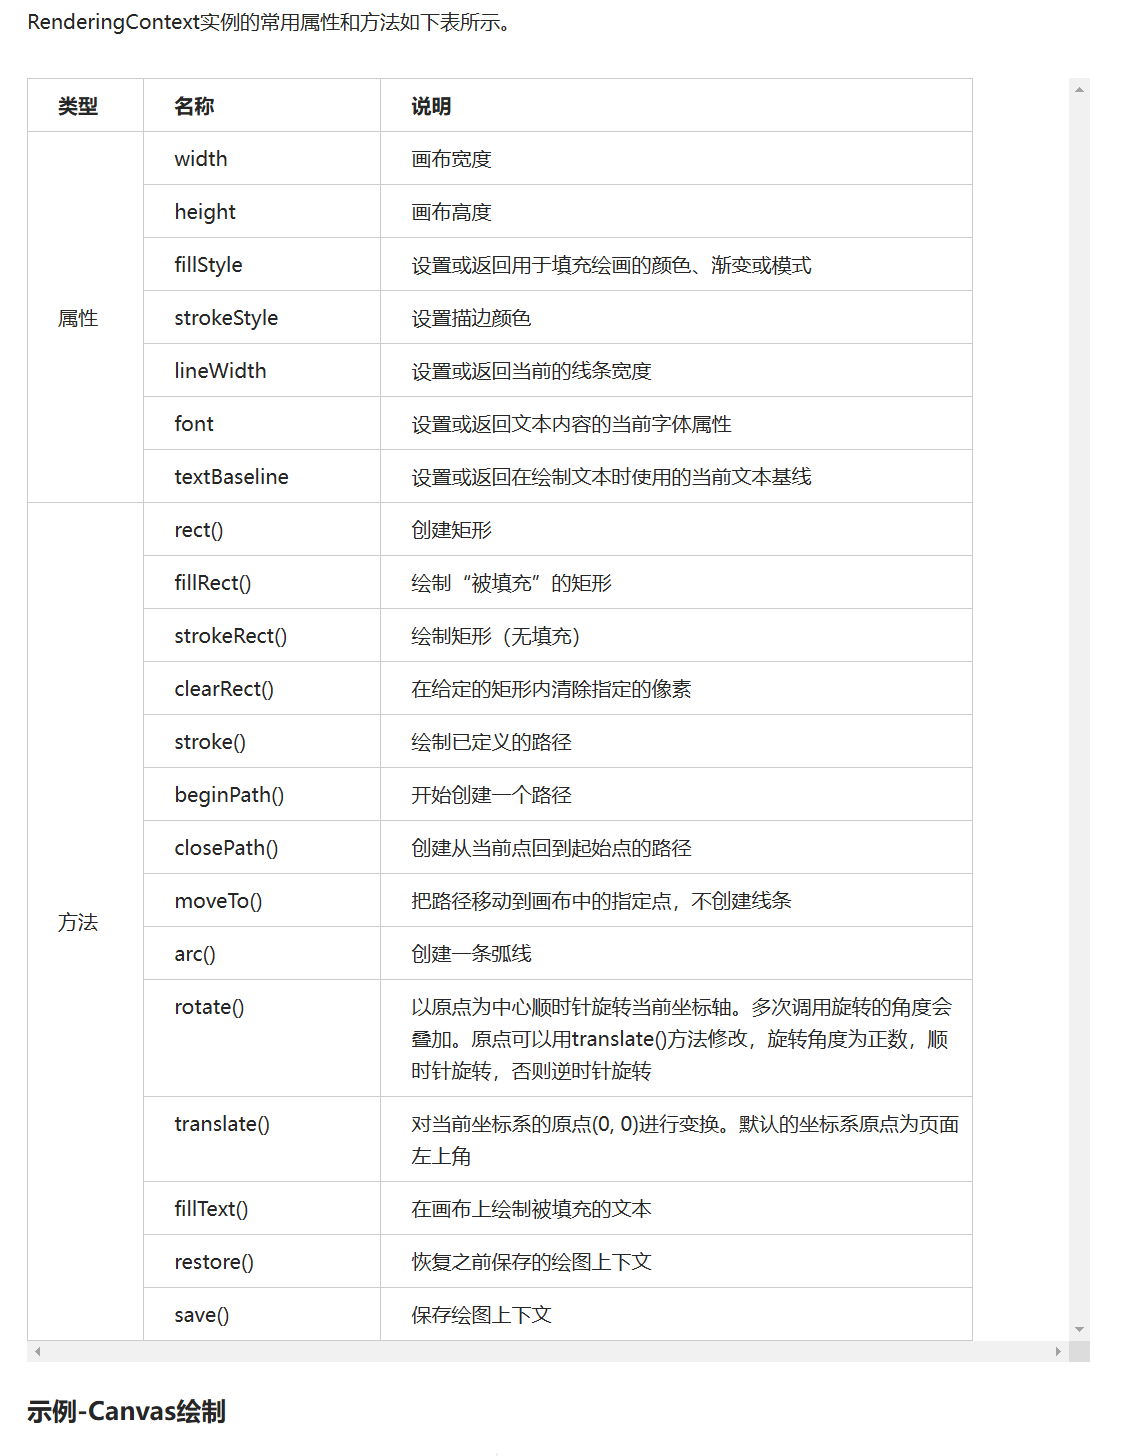 RenderingContext实例的常用属性和方法如下表所示。
类型 名称 说明
属性
width 画布宽度
height 画布高度
fillStyle 设置或返回用于填充绘画的颜色、渐变或模式
strokeStyle 设置描边颜色
lineWidth 设置或返回当前的线条宽度
font 设置或返回文本内容的当前字体属性
textBaseline 设置或返回在绘制文本时使用的当前文本基线
方法
rect() 创建矩形
fillRect() 绘制“被填充”的矩形
strokeRect() 绘制矩形（无填充）
clearRect() 在给定的矩形内清除指定的像素
stroke() 绘制已定义的路径
beginPath() 开始创建一个路径
closePath() 创建从当前点回到起始点的路径
moveTo() 把路径移动到画布中的指定点，不创建线条
arc() 创建一条弧线
rotate() 以原点为中心顺时针旋转当前坐标轴。多次调用旋转的角度会
叠加。原点可以用translate()方法修改，旋转角度为正数，顺
时针旋转，否则逆时针旋转
translate() 对当前坐标系的原点(0, 0)进行变换。默认的坐标系原点为页面
左上角
fillText() 在画布上绘制被填充的文本
restore() 恢复之前保存的绘图上下文
save() 保存绘图上下文
示例-Canvas绘制